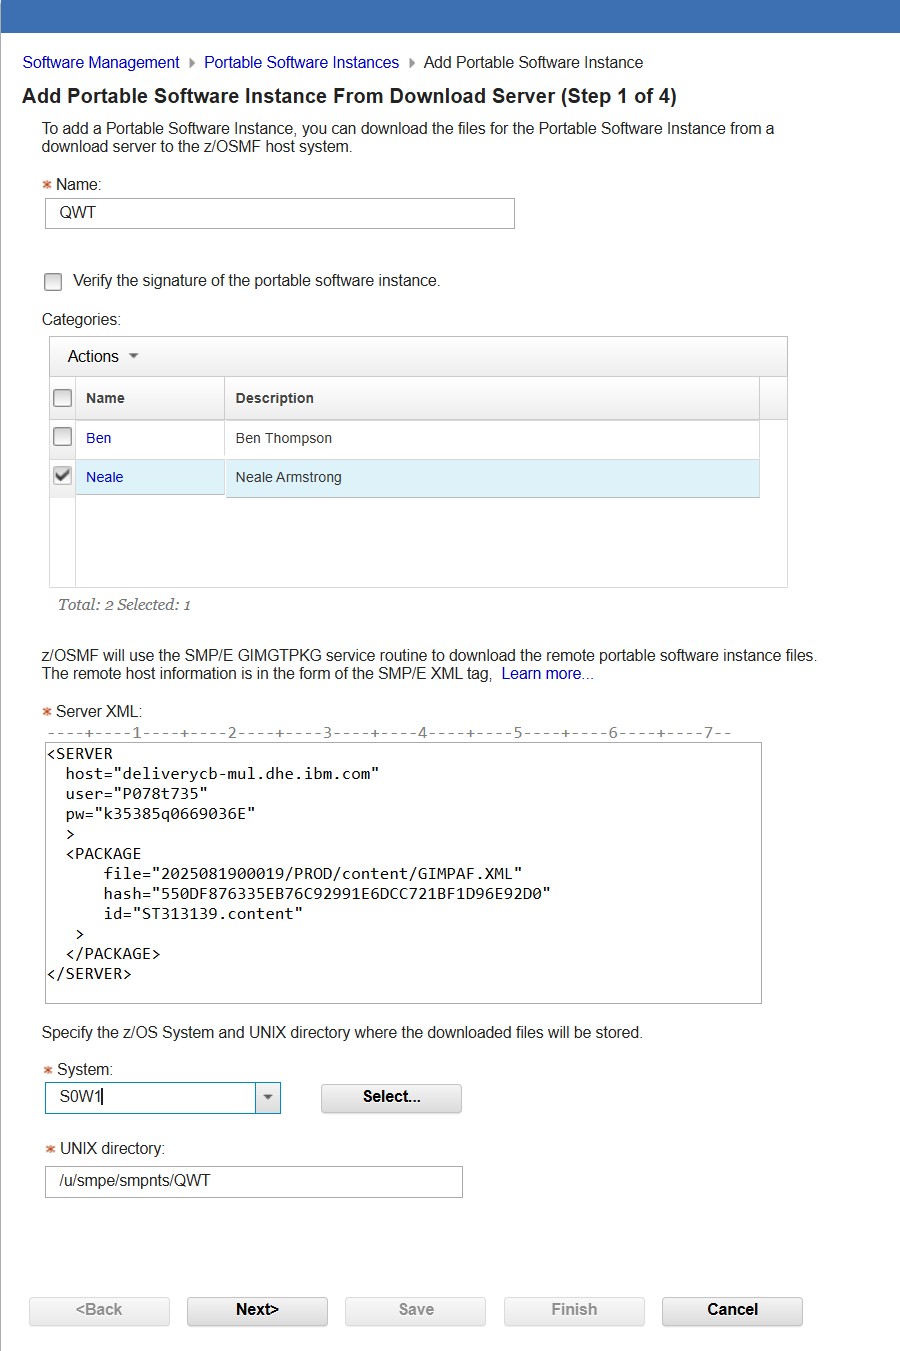 Software Management Portable Software Instances Add Portable Software Instance
Add Portable Software Instance From Download Server (Step 1 of 4)
To add a Portable Software Instance, you can download the files for the Portable Software Instance from a
download server to the z/OSMF host system.
* Name:
QWT
Verify the signature of the portable software instance.
Categories:
Actions
Name Description
Ben Ben Thompson
Neale Neale Armstrong
Total: 2 Selected: 1
z/OSMF will use the SMP/E GIMGTPKG service routine to download the remote portable software instance files.
The remote host information is in the form of the SMP/E XML tag, Learn more...
* Server XML:
----+----1----+----2----+----3----+----4----+----5----+----6----+----7--
<SERVER
host="deliverycb-mul.dhe.ibm.com"
user="P078t735"
pw="k35385q0669036E"
>
<PACKAGE
file="2025081900019/PROD/content/GIMPAF.XML"
hash="550DF876335EB76C92991E6DCC721BF1D96E92D0"
id="ST313139.content"
>
</PACKAGE>
</SERVER>
Specify the z/OS System and UNIX directory where the downloaded files will be stored.
* System:
S0W1 Select...
* UNIX directory:
/u/smpe/smpnts/QWT
<Back Next> Save Finish Cancel